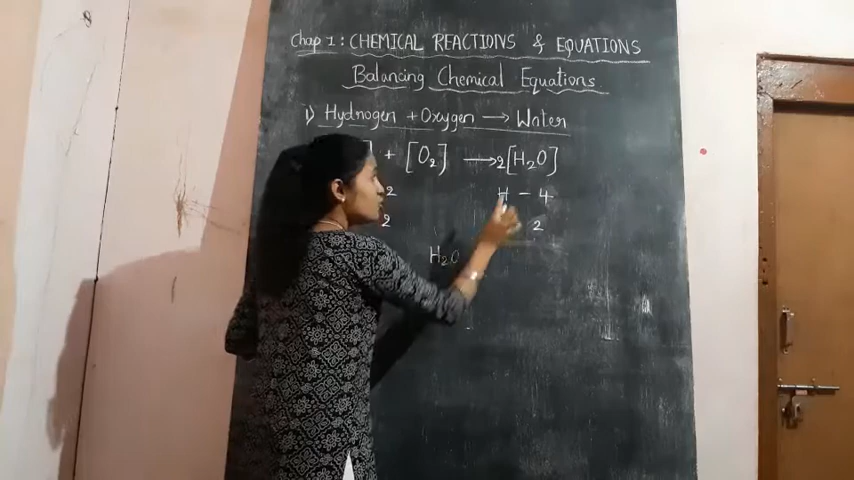 Chap 1: CHEMICAL REACTIONS & EQUATIONS
Balancing Chemical Equations
i) Hydrogen + Oxygen → Water
] + [O₂] → 2[H₂O]
2 H - 4
2 2
H₂O